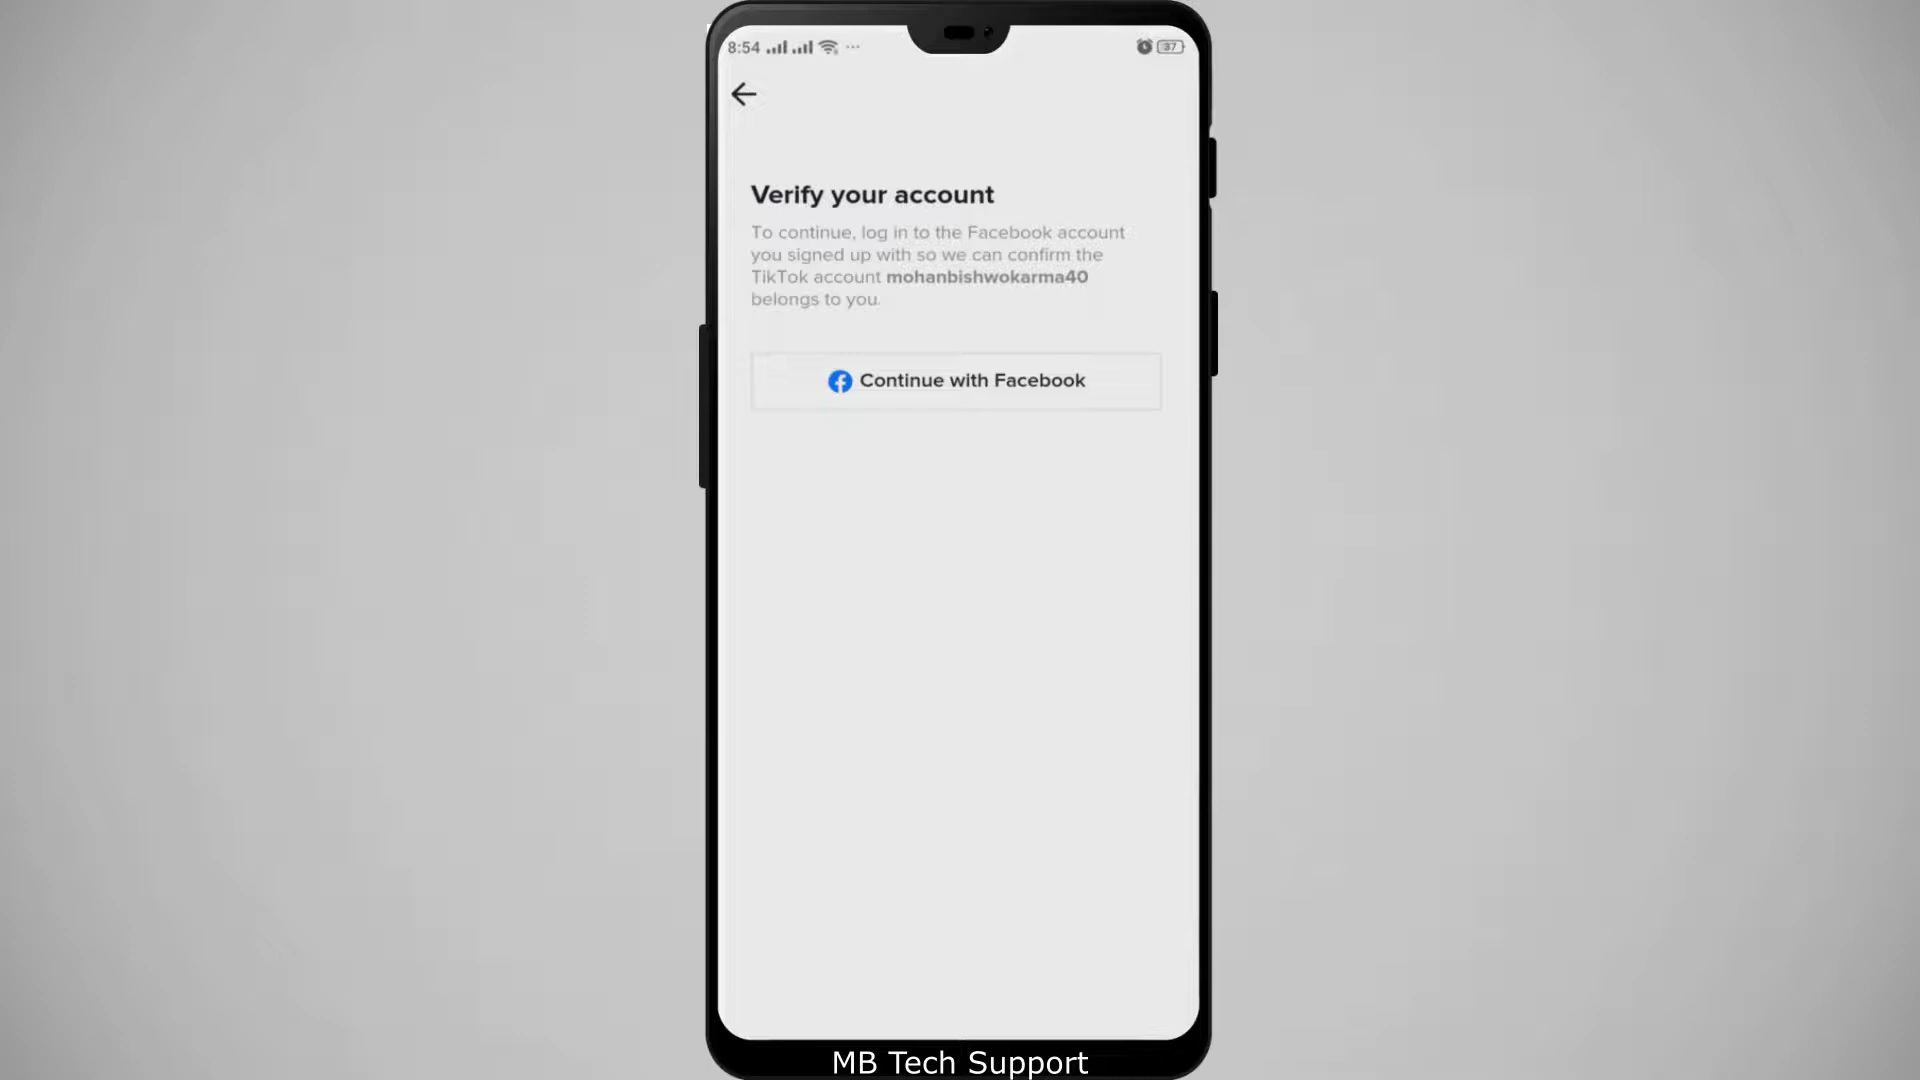 8:54
37
Verify your account
To continue, log in to the Facebook account
you signed up with so we can confirm the
TikTok account mohanbishwokarma40
belongs to you.
Continue with Facebook
MB Tech Support